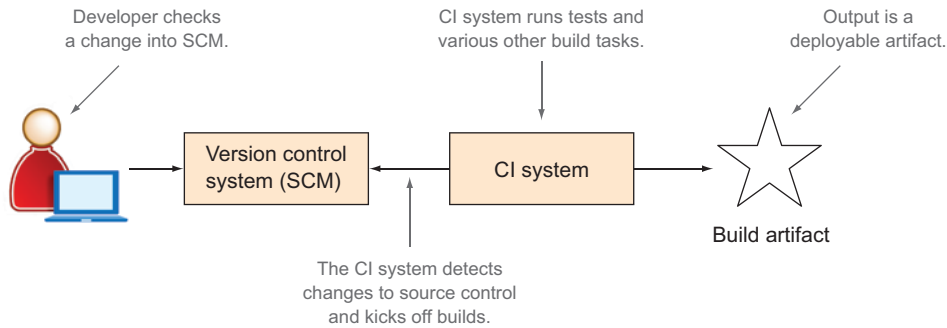 Developer checks
a change into SCM.
CI system runs tests and
various other build tasks.
Output is a
deployable artifact.
Version control
system (SCM)
CI system
Build artifact
The CI system detects
changes to source control
and kicks off builds.